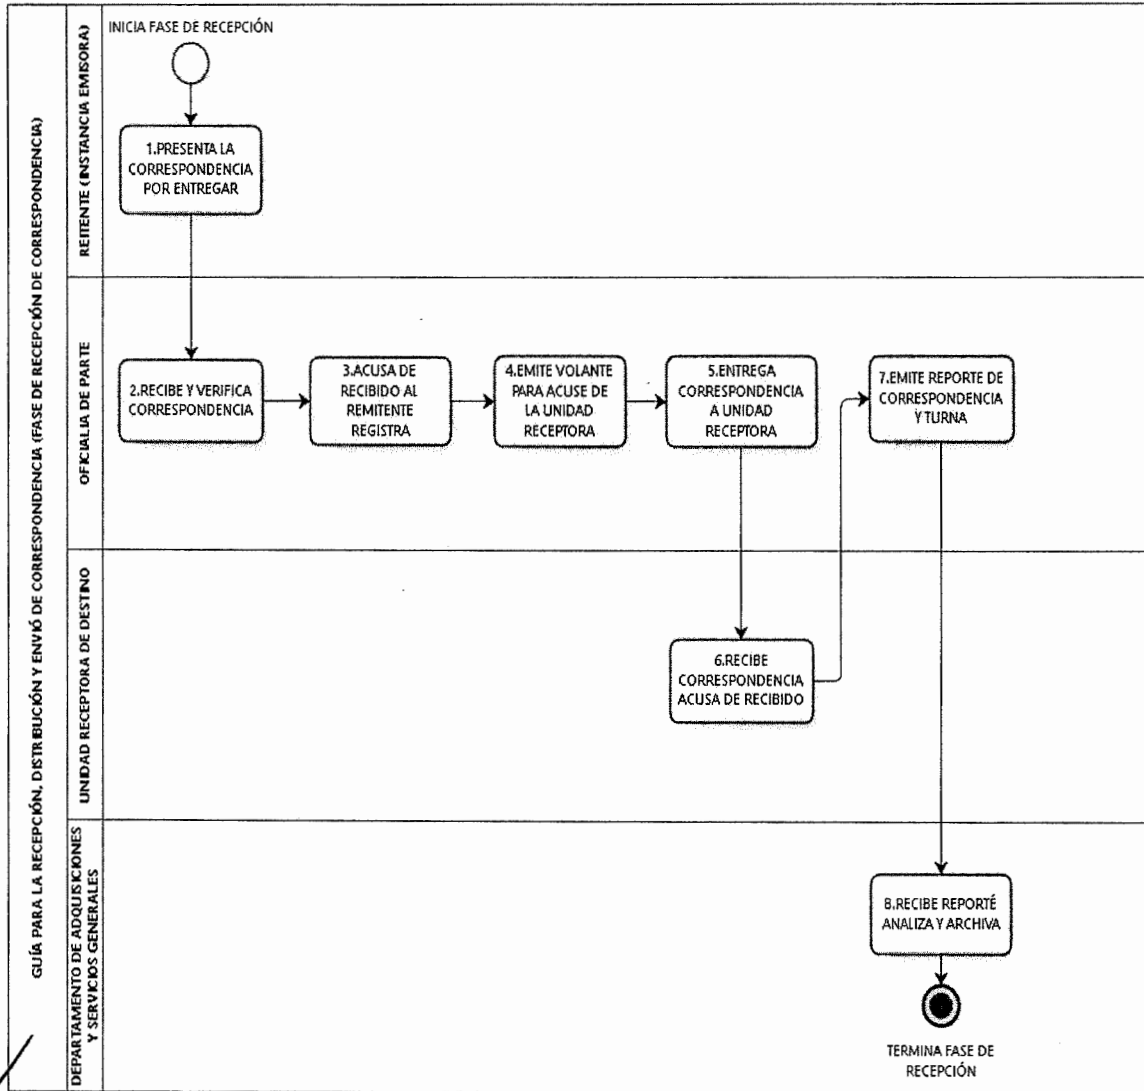 GUÍA PARA LA RECEPCIÓN, DISTRIBUCIÓN Y ENVIÓ DE CORRESPONDENCIA (FASE DE RECEPCIÓN DE CORRESPONDENCIA)
REITENTE (INSTANCIA EMISORA)
INICIA FASE DE RECEPCIÓN
1.PRESENTA LA
CORRESPONDENCIA
POR ENTREGAR
OFICIALIA DE PARTE
2.RECIBE Y VERIFICA
CORRESPONDENCIA
3.ACUSA DE
RECIBIDO AL
REMITENTE
REGISTRA
4.EMITE VOLANTE
PARA ACUSE DE
LA UNIDAD
RECEPTORA
5.ENTREGA
CORRESPONDENCIA
A UNIDAD
RECEPTORA
7.EMITE REPORTE DE
CORRESPONDENCIA
Y TURNA
UNIDAD RECEPTORA DE DESTINO
6.RECIBE
CORRESPONDENCIA
ACUSA DE RECIBIDO
DEPARTAMENTO DE ADQUISICIONES
Y SERVICIOS GENERALES
8.RECIBE REPORTÉ
ANALIZA Y ARCHIVA
TERMINA FASE DE
RECEPCIÓN